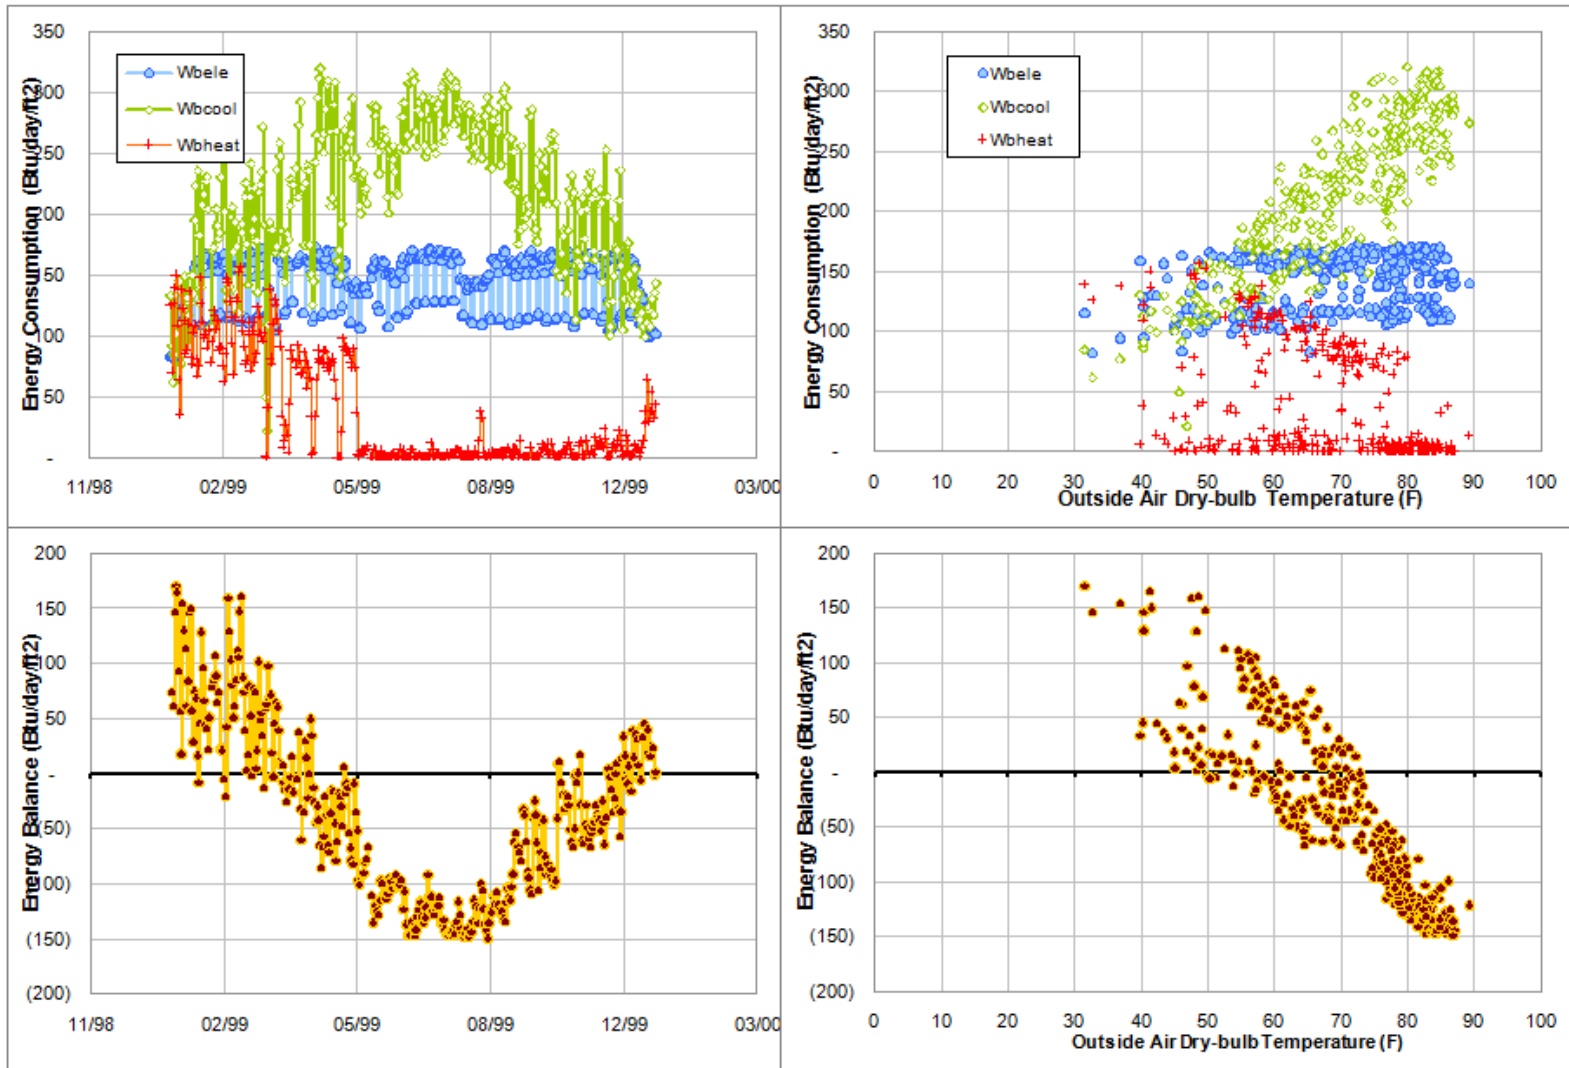 350
300
250
200
150
100
50
-
Energy Consumption (Btu/day/ft2)
Wbele
Wbcool
Wbheat
11/98 02/99 05/99 08/99 12/99 03/00
350
300
250
200
150
100
50
-
Energy Consumption (Btu/day/ft2)
Wbele
Wbcool
Wbheat
0 10 20 30 40 50 60 70 80 90 100
Outside Air Dry-bulb Temperature (F)
200
150
100
50
-
(50)
(100)
(150)
(200)
Energy Balance (Btu/day/ft2)
11/98 02/99 05/99 08/99 12/99 03/00
200
150
100
50
-
(50)
(100)
(150)
(200)
Energy Balance (Btu/day/ft2)
0 10 20 30 40 50 60 70 80 90 100
Outside Air Dry-bulb Temperature (F)